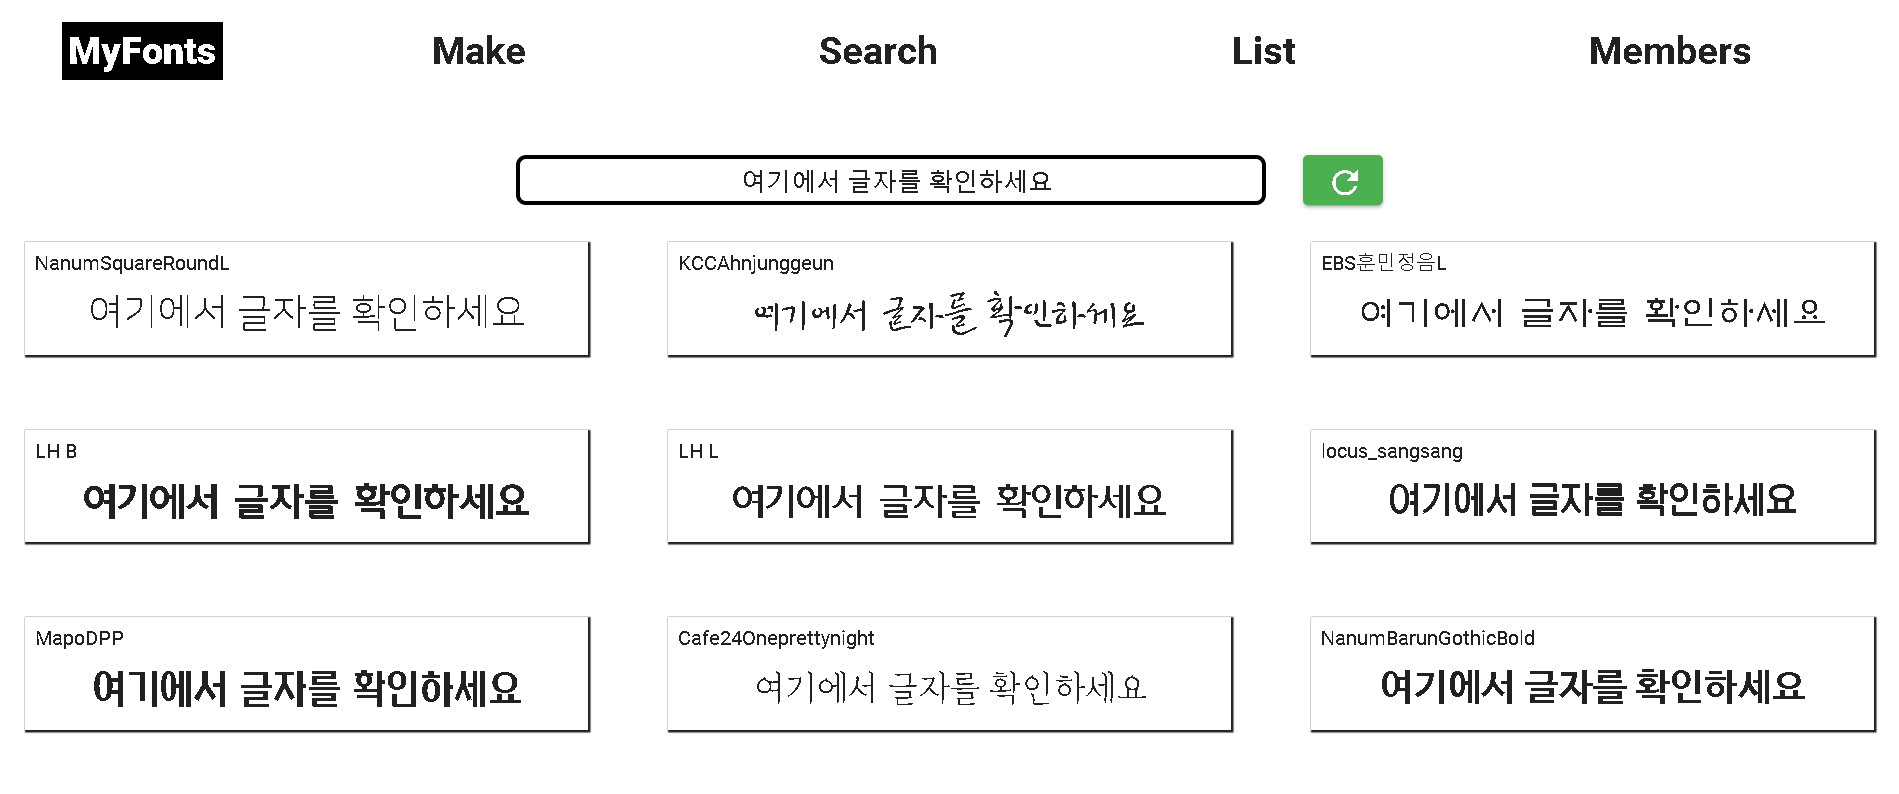 MyFonts Make Search List Members
여기에서 글자를 확인하세요
NanumSquareRoundL
여기에서 글자를 확인하세요
KCCAhnjunggeun
여기에서 글자를 확인하세요
EBS훈민정음L
여기에서 글자를 확인하세요
LH B
여기에서 글자를 확인하세요
LH L
여기에서 글자를 확인하세요
locus_sangsang
여기에서 글자를 확인하세요
MapoDPP
여기에서 글자를 확인하세요
Cafe24Oneprettynight
여기에서 글자를 확인하세요
NanumBarunGothicBold
여기에서 글자를 확인하세요